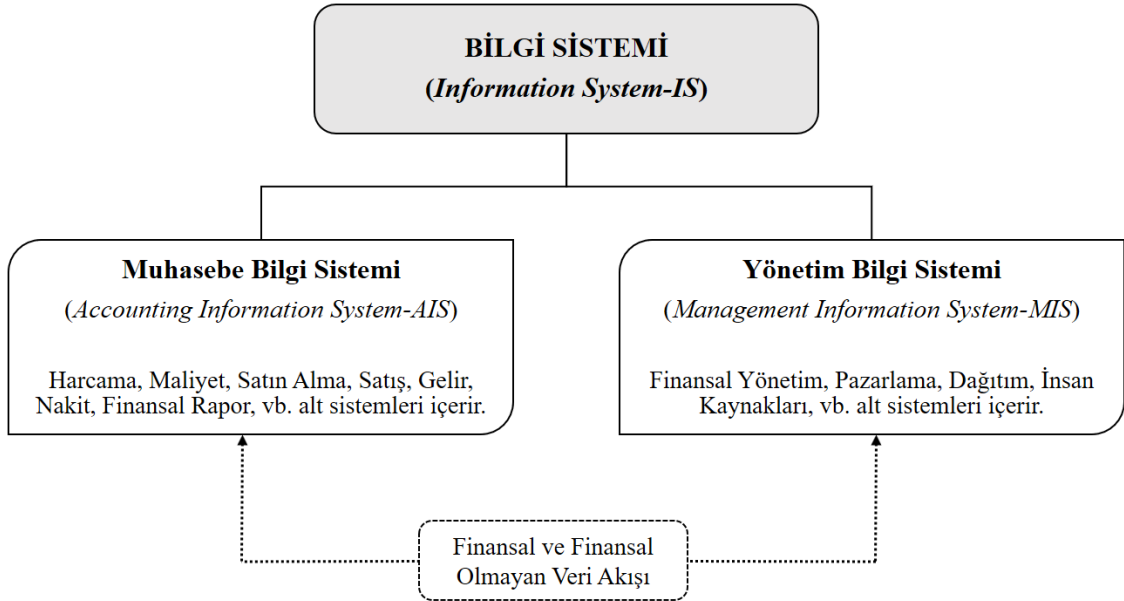 BİLGİ SİSTEMİ
(Information System-IS)
Muhasebe Bilgi Sistemi
(Accounting Information System-AIS)
Harcama, Maliyet, Satın Alma, Satış, Gelir,
Nakit, Finansal Rapor, vb. alt sistemleri içerir.
Yönetim Bilgi Sistemi
(Management Information System-MIS)
Finansal Yönetim, Pazarlama, Dağıtım, İnsan
Kaynakları, vb. alt sistemleri içerir.
Finansal ve Finansal
Olmayan Veri Akışı